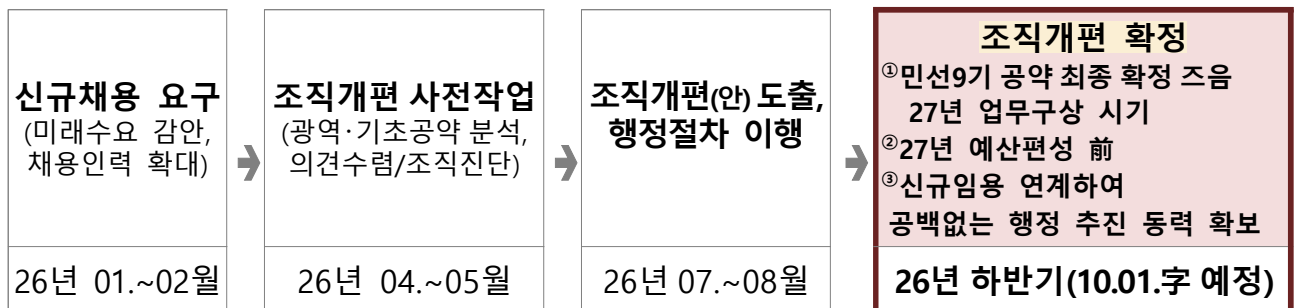 신규채용 요구
(미래수요 감안,
채용인력 확대)
26년 01.~02월
조직개편 사전작업
(광역·기초공약 분석,
의견수렴/조직진단)
26년 04.~05월
조직개편(안) 도출,
행정절차 이행
26년 07.~08월
조직개편 확정
①민선9기 공약 최종 확정 즈음
27년 업무구상 시기
②27년 예산편성 前
③신규임용 연계하여
공백없는 행정 추진 동력 확보
26년 하반기(10.01.字 예정)